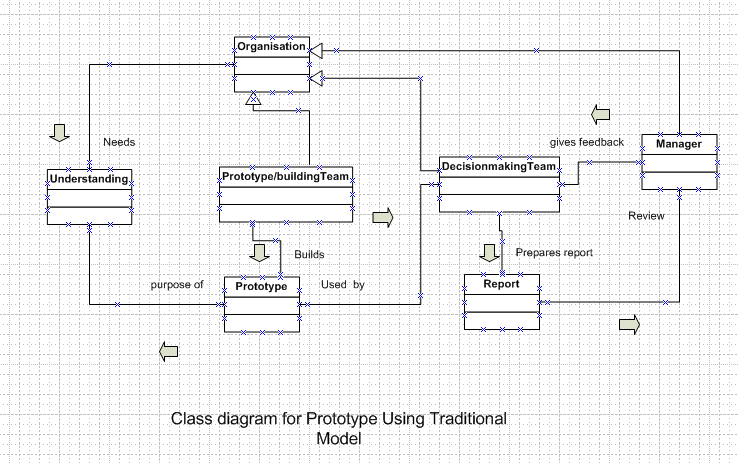 Organisation
Needs
gives feedback
Manager
Understanding
Prototype/buildingTeam
DecisionmakingTeam
Review
Builds
Prepares report
purpose of
Prototype
Used by
Report
Class diagram for Prototype Using Traditional
Model